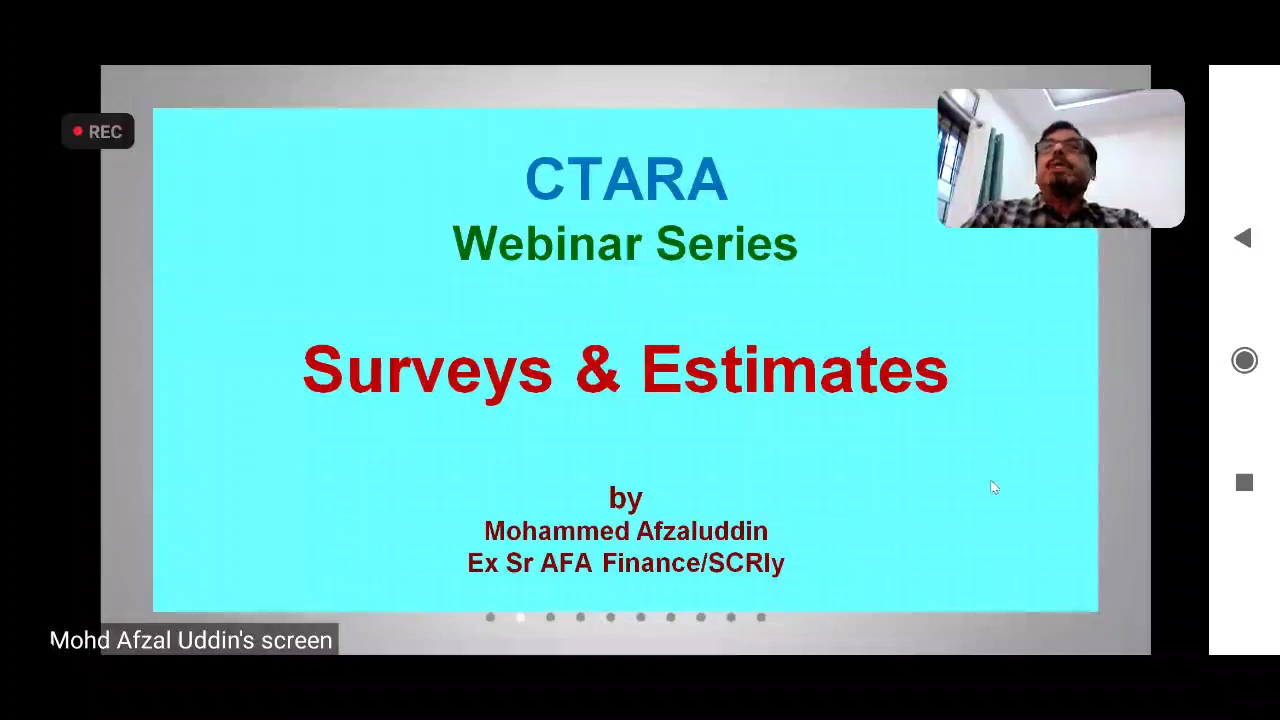 REC
CTARA
Webinar Series
Surveys & Estimates
by
Mohammed Afzaluddin
Ex Sr AFA Finance/SCRly
Mohd Afzal Uddin's screen